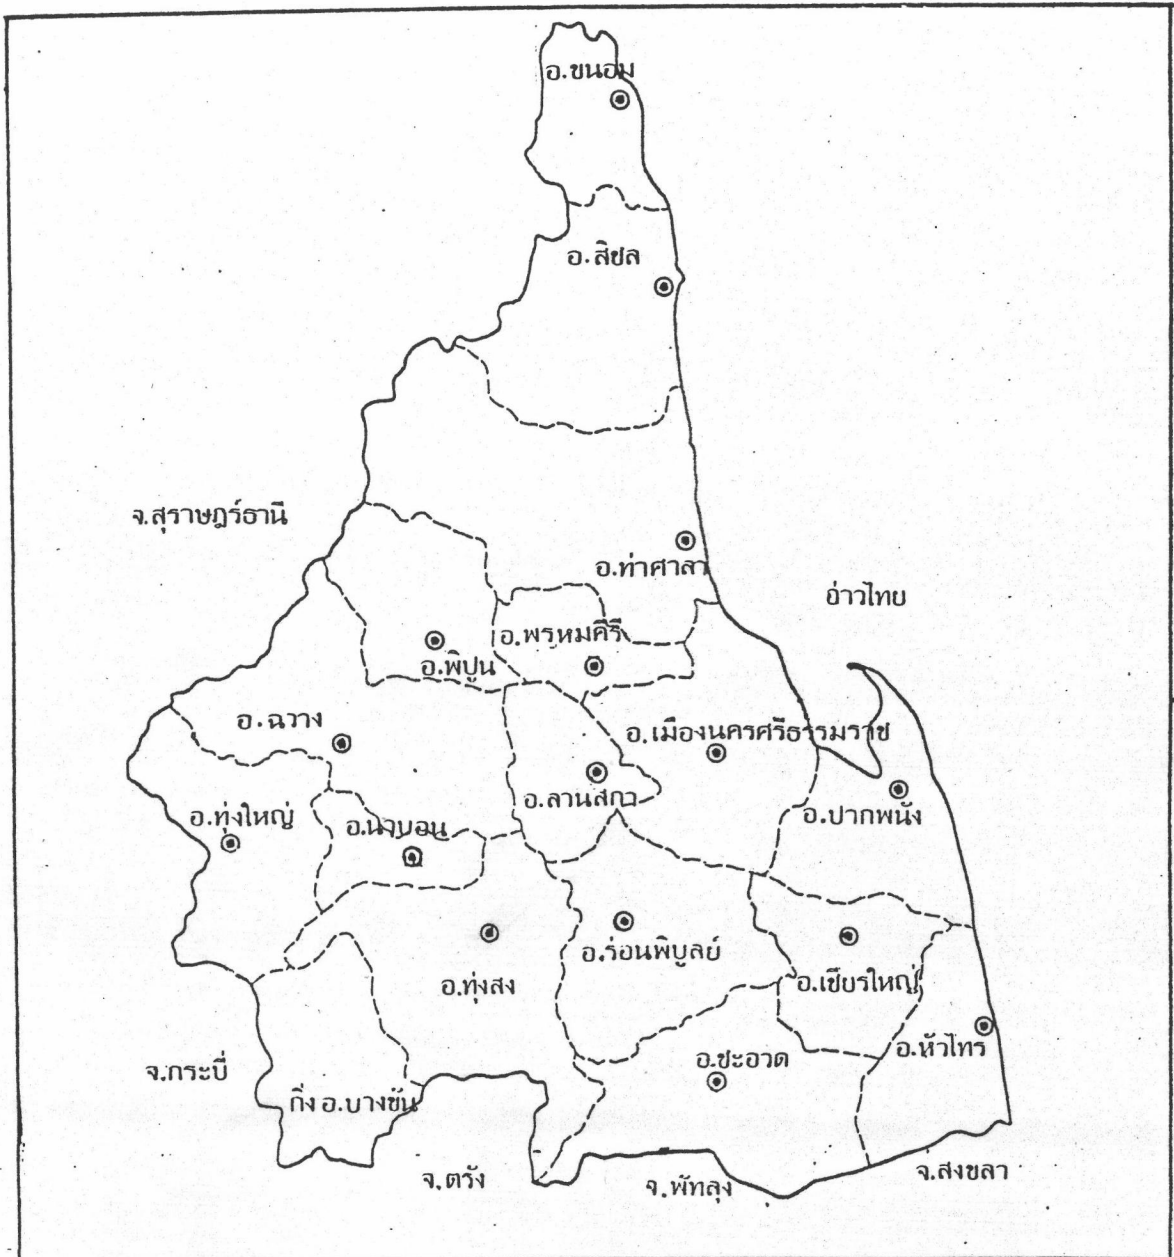 อ.ขนอม
อ.สิชล
จ.สุราษฎร์ธานี
อ.ท่าศาลา
อ่าวไทย
อ.พรหมคีรี
อ.พิปูน
อ.ฉวาง
อ.เมืองนครศรีธรรมราช
อ.ลานสกา
อ.ปากพนัง
อ.ทุ่งใหญ่
อ.นาบอน
อ.ร่อนพิบูลย์
อ.เชียรใหญ่
อ.ทุ่งสง
อ.หัวไทร
อ.ชะอวด
จ.กระบี่
กิ่ง อ.บางขัน
จ.ตรัง
จ.พัทลุง
จ.สงขลา